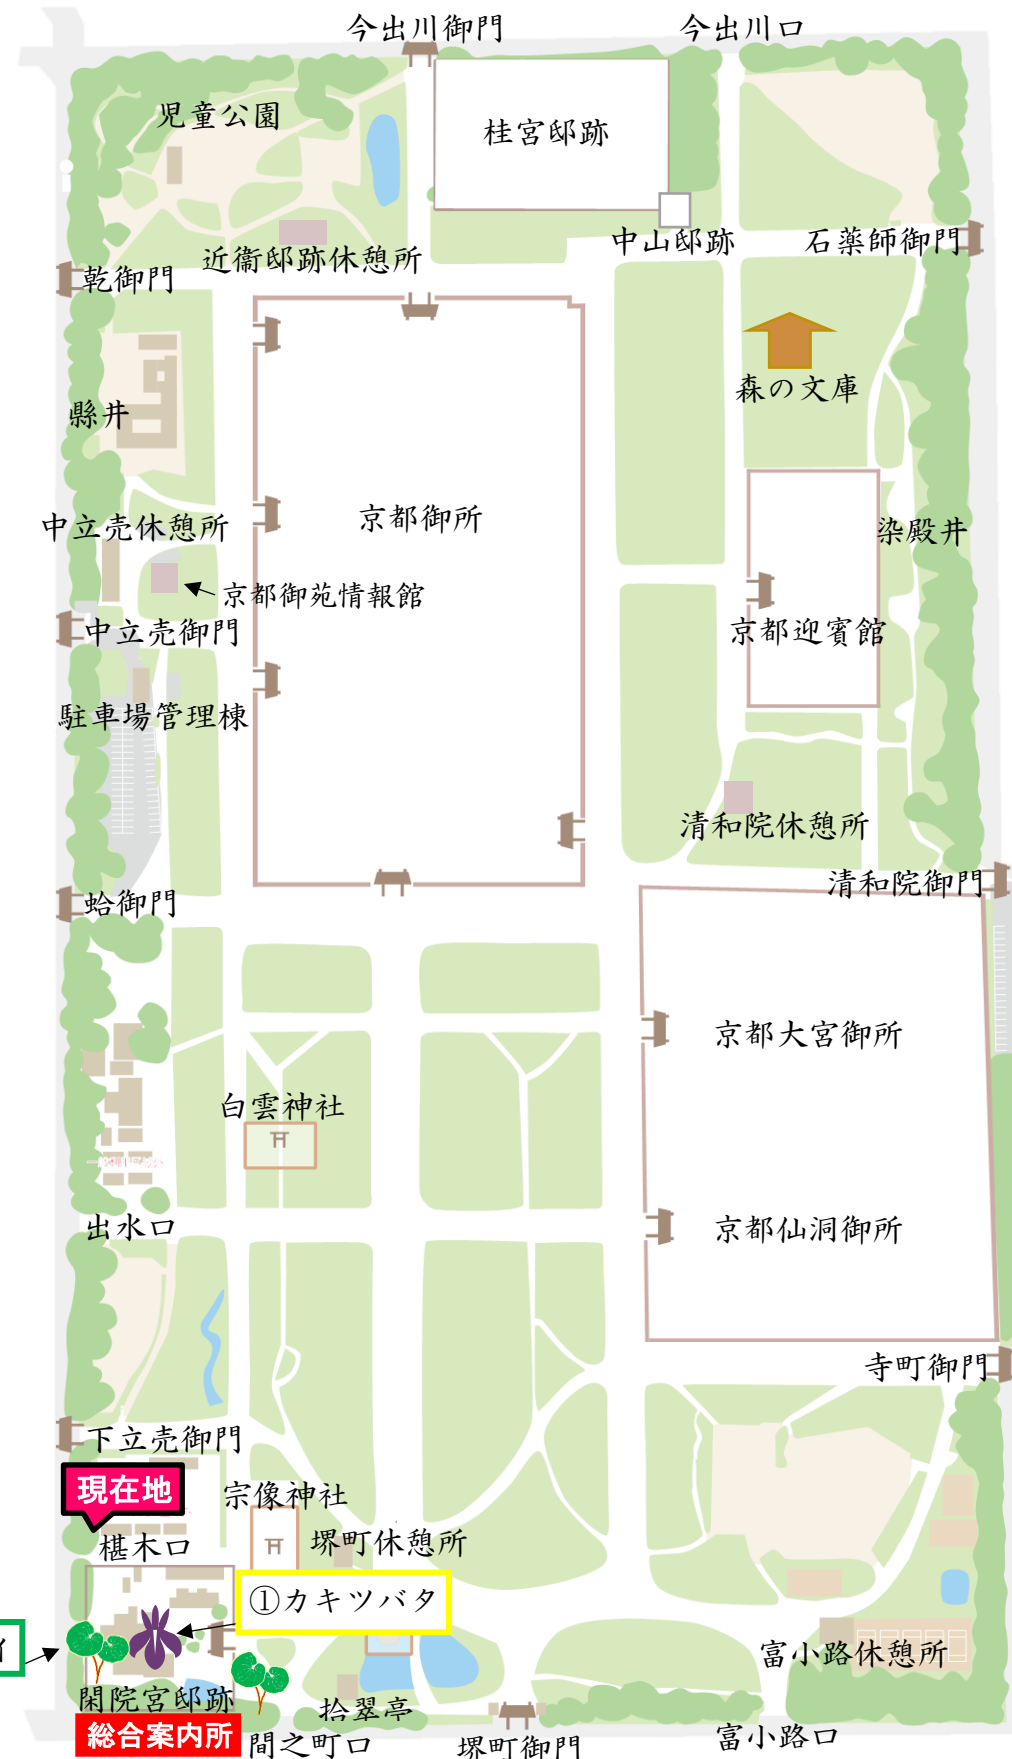 今出川御門
今出川口
児童公園
桂宮邸跡
中山邸跡
石薬師御門
近衞邸跡休憩所
乾御門
森の文庫
縣井
京都御所
中立売休憩所
染殿井
京都御苑情報館
中立売御門
京都迎賓館
駐車場管理棟
清和院休憩所
清和院御門
蛤御門
京都大宮御所
白雲神社
出水口
京都仙洞御所
寺町御門
下立売御門
現在地
宗像神社
椹木口
堺町休憩所
①カキツバタ
イ
富小路休憩所
閑院宮邸跡
拾翠亭
総合案内所
間之町口
堺町御門
富小路口